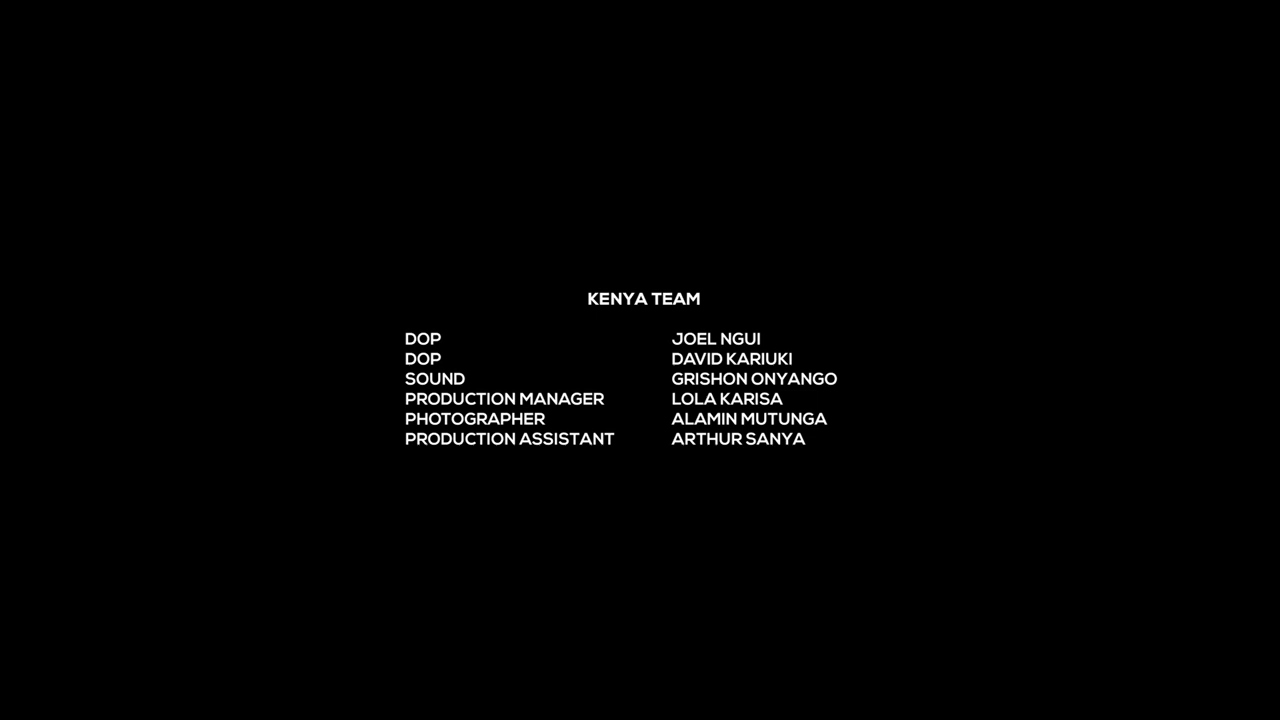 KENYA TEAM
DOP JOEL NGUI
DOP DAVID KARIUKI
SOUND GRISHON ONYANGO
PRODUCTION MANAGER LOLA KARISA
PHOTOGRAPHER ALAMIN MUTUNGA
PRODUCTION ASSISTANT ARTHUR SANYA